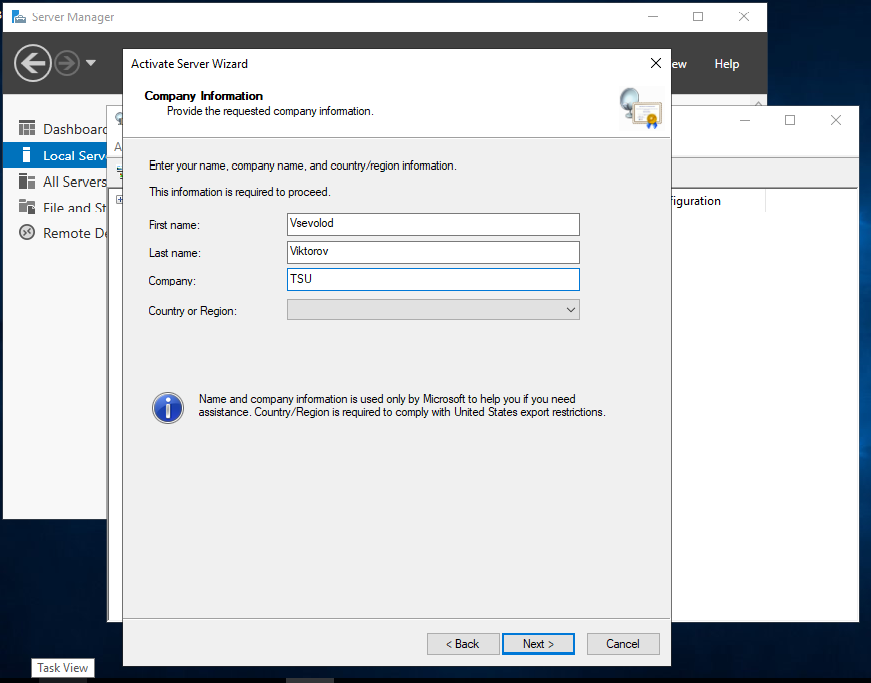 Server Manager
Help
Dashboard
Local Serve
All Servers
File and St
Remote De
figuration
Activate Server Wizard
Company Information
Provide the requested company information.
Enter your name, company name, and country/region information.
This information is required to proceed.
First name:
Vsevolod
Last name:
Viktorov
Company:
TSU
Country or Region:
Name and company information is used only by Microsoft to help you if you need
assistance. Country/Region is required to comply with United States export restrictions.
< Back
Next >
Cancel
Task View